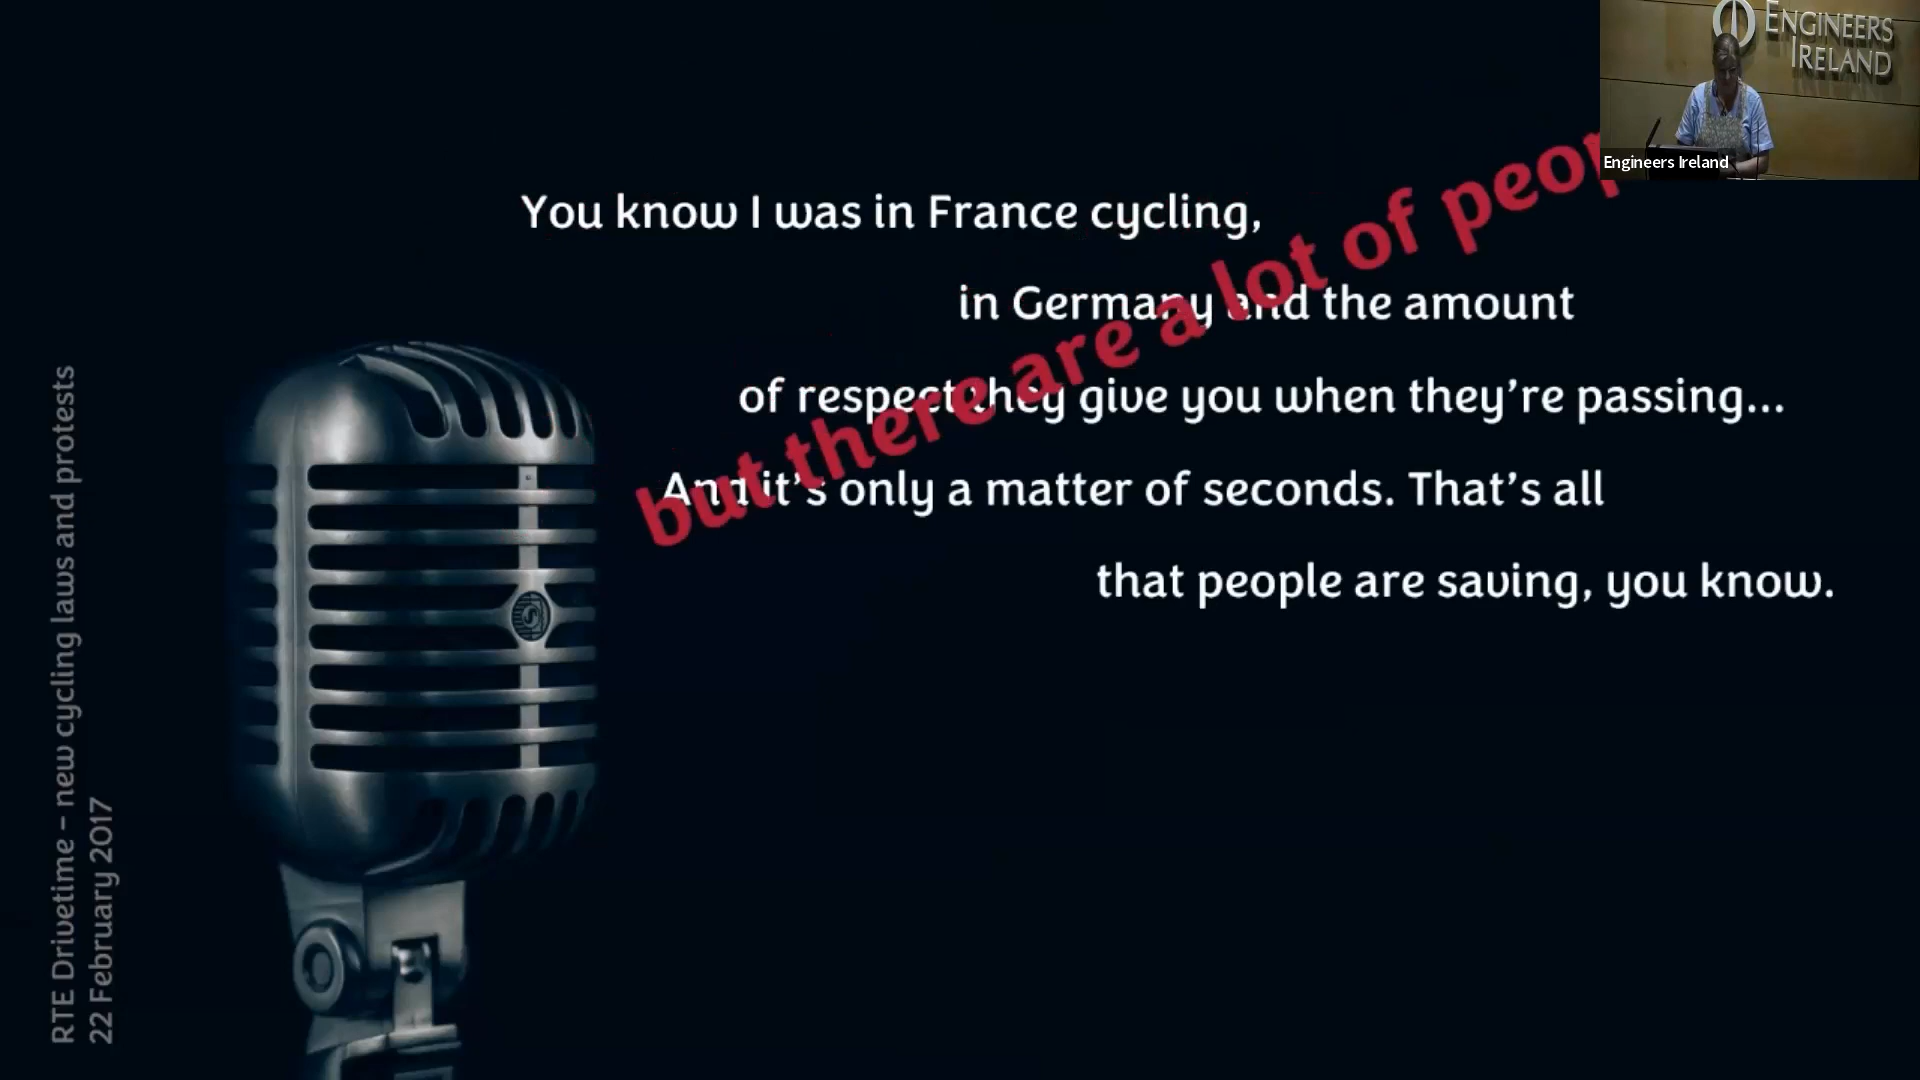 ENGINEERS
IRELAND
Engineers Ireland
You know I was in France cycling,
in Germany and the amount
of respect they give you when they're passing...
And it's only a matter of seconds. That's all
that people are saving, you know.
but there are a lot of peop
RTE Drivetime – new cycling laws and protests
22 February 2017